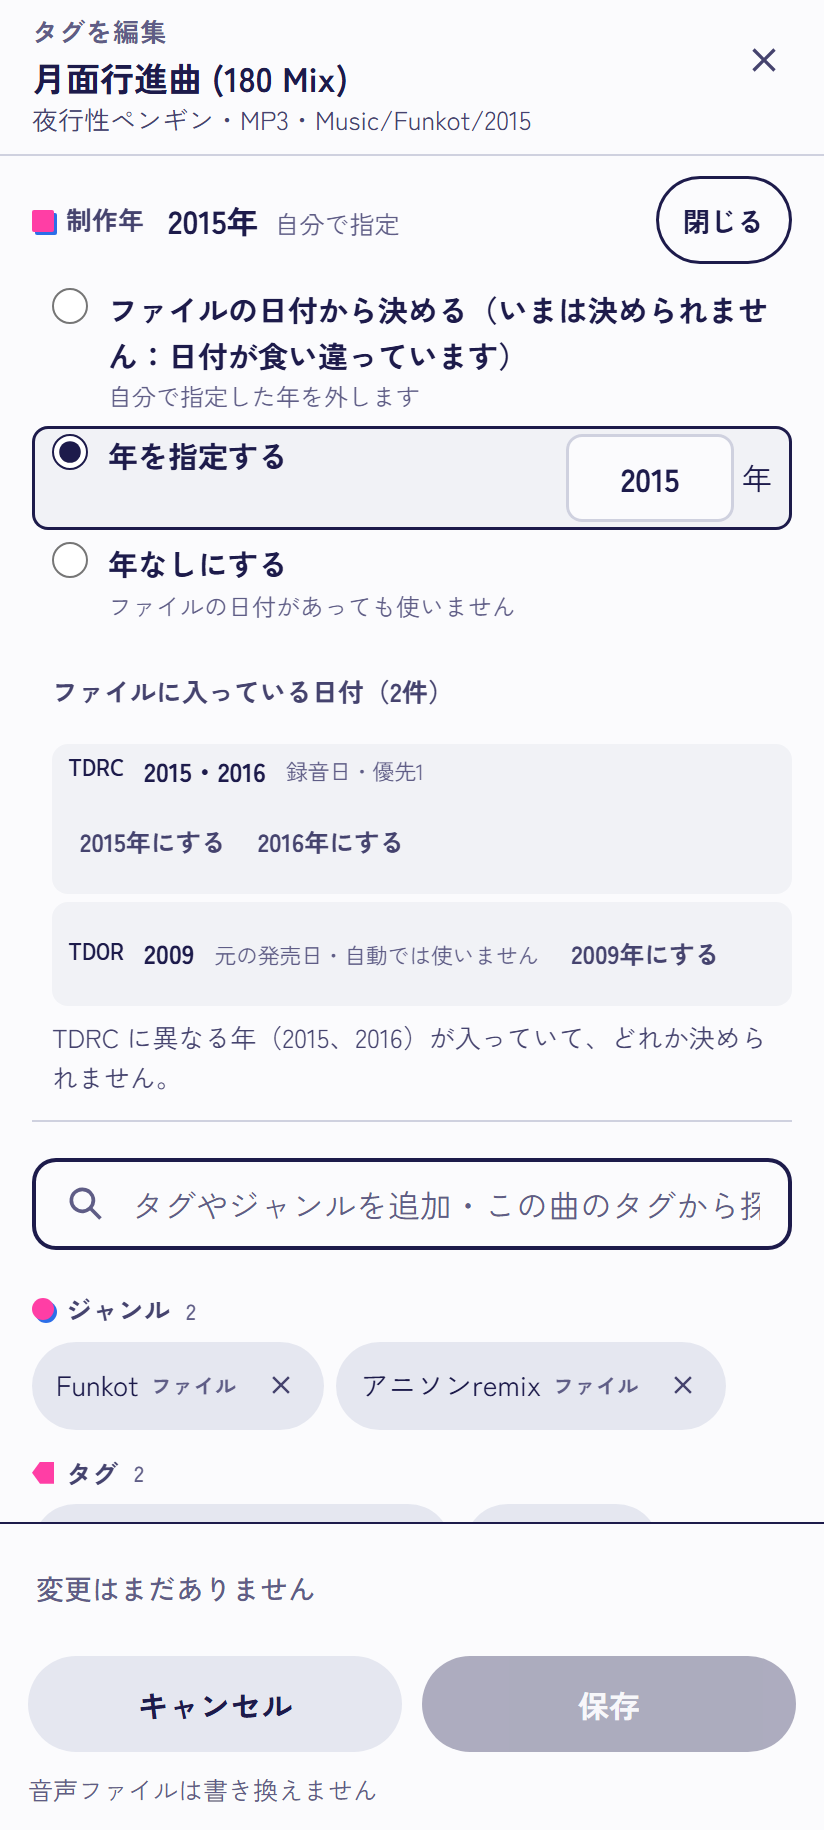 タグを編集
月面行進曲 (180 Mix)
夜行性ペンギン・MP3・Music/Funkot/2015
制作年 2015年 自分で指定 閉じる
ファイルの日付から決める（いまは決められませ
ん：日付が食い違っています）
自分で指定した年を外します
年を指定する 2015 年
年なしにする
ファイルの日付があっても使いません
ファイルに入っている日付（2件）
TDRC 2015・2016 録音日・優先1
2015年にする 2016年にする
TDOR 2009 元の発売日・自動では使いません 2009年にする
TDRC に異なる年（2015、2016）が入っていて、どれか決めら
れません。
タグやジャンルを追加・この曲のタグから探
ジャンル 2
Funkot ファイル アニソンremix ファイル
タグ 2
変更はまだありません
キャンセル 保存
音声ファイルは書き換えません